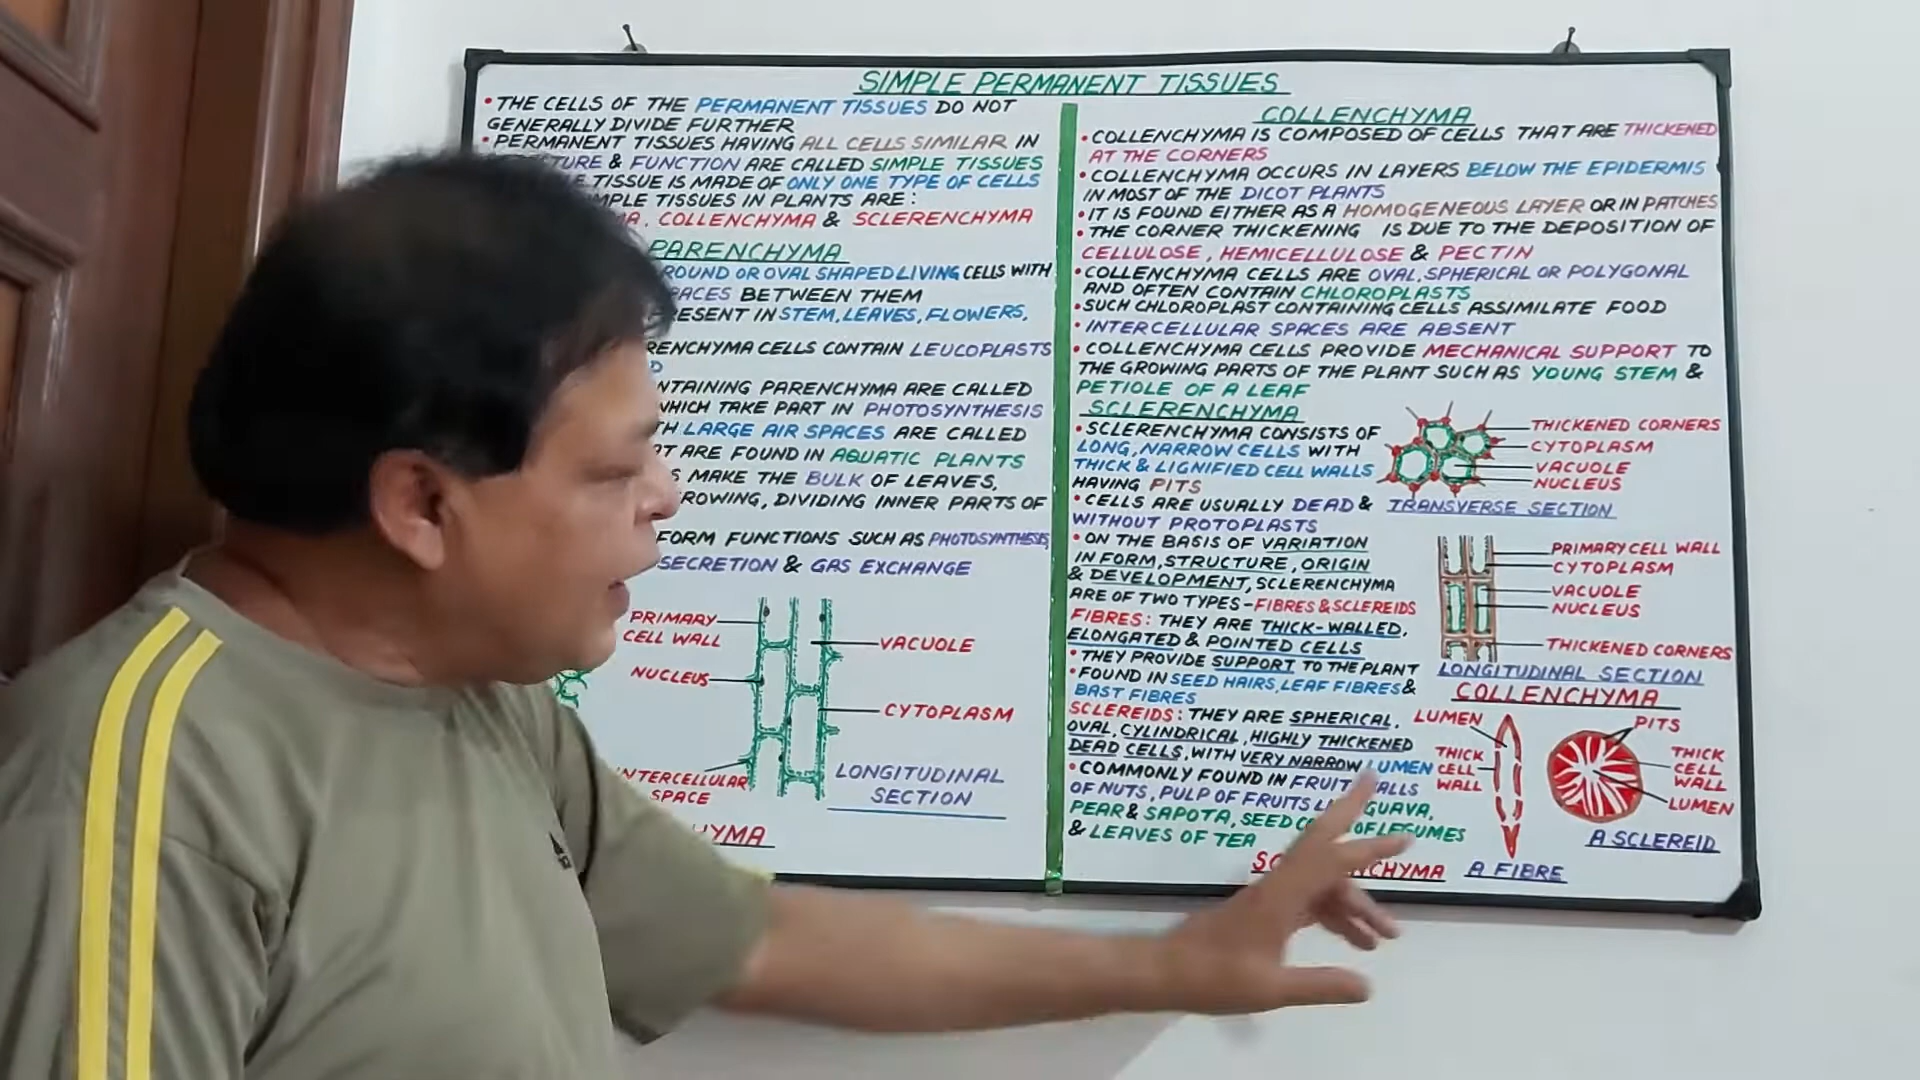 SIMPLE PERMANENT TISSUES
• THE CELLS OF THE PERMANENT TISSUES DO NOT
GENERALLY DIVIDE FURTHER
• PERMANENT TISSUES HAVING ALL CELLS SIMILAR IN
& FUNCTION ARE CALLED SIMPLE TISSUES
TISSUE IS MADE OF ONLY ONE TYPE OF CELLS
TISSUES IN PLANTS ARE :
COLLENCHYMA & SCLERENCHYMA
PARENCHYMA
OR OVAL SHAPED LIVING CELLS WITH
BETWEEN THEM
IN STEM, LEAVES, FLOWERS,
CELLS CONTAIN LEUCOPLASTS
PARENCHYMA ARE CALLED
WHICH TAKE PART IN PHOTOSYNTHESIS
LARGE AIR SPACES ARE CALLED
ARE FOUND IN AQUATIC PLANTS
MAKE THE BULK OF LEAVES,
GROWING, DIVIDING INNER PARTS OF
FUNCTIONS SUCH AS PHOTOSYNTHESIS,
SECRETION & GAS EXCHANGE
PRIMARY
CELL WALL
NUCLEUS
INTERCELLULAR
SPACE
VACUOLE
CYTOPLASM
LONGITUDINAL
SECTION
COLLENCHYMA
• COLLENCHYMA IS COMPOSED OF CELLS THAT ARE THICKENED
AT THE CORNERS
• COLLENCHYMA OCCURS IN LAYERS BELOW THE EPIDERMIS
IN MOST OF THE DICOT PLANTS
• IT IS FOUND EITHER AS A HOMOGENEOUS LAYER OR IN PATCHES
• THE CORNER THICKENING IS DUE TO THE DEPOSITION OF
CELLULOSE, HEMICELLULOSE & PECTIN
• COLLENCHYMA CELLS ARE OVAL, SPHERICAL OR POLYGONAL
AND OFTEN CONTAIN CHLOROPLASTS
• SUCH CHLOROPLAST CONTAINING CELLS ASSIMILATE FOOD
• INTERCELLULAR SPACES ARE ABSENT
• COLLENCHYMA CELLS PROVIDE MECHANICAL SUPPORT TO
THE GROWING PARTS OF THE PLANT SUCH AS YOUNG STEM &
PETIOLE OF A LEAF
SCLERENCHYMA
• SCLERENCHYMA CONSISTS OF
LONG, NARROW CELLS WITH
THICK & LIGNIFIED CELL WALLS
HAVING PITS
• CELLS ARE USUALLY DEAD &
WITHOUT PROTOPLASTS
• ON THE BASIS OF VARIATION
IN FORM, STRUCTURE, ORIGIN
& DEVELOPMENT, SCLERENCHYMA
ARE OF TWO TYPES - FIBRES & SCLEREIDS
FIBRES: THEY ARE THICK-WALLED,
ELONGATED & POINTED CELLS
• THEY PROVIDE SUPPORT TO THE PLANT
• FOUND IN SEED HAIRS, LEAF FIBRES &
BAST FIBRES
SCLEREIDS: THEY ARE SPHERICAL,
OVAL, CYLINDRICAL, HIGHLY THICKENED
DEAD CELLS, WITH VERY NARROW LUMEN
• COMMONLY FOUND IN FRUIT WALLS
OF NUTS, PULP OF FRUITS GUAVA,
PEAR & SAPOTA, SEED OF LEGUMES
& LEAVES OF TEA
THICKENED CORNERS
CYTOPLASM
VACUOLE
NUCLEUS
TRANSVERSE SECTION
PRIMARY CELL WALL
CYTOPLASM
VACUOLE
NUCLEUS
THICKENED CORNERS
LONGITUDINAL SECTION
COLLENCHYMA
LUMEN
THICK
CELL
WALL
A FIBRE
PITS
THICK
CELL
WALL
LUMEN
A SCLEREID